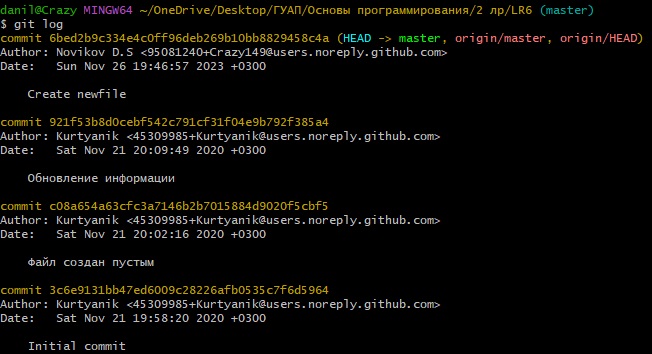 danil@Crazy MINGW64 ~/OneDrive/Desktop/ГУАП/Основы программирования/2 лр/LR6 (master)
$ git log
commit 6bed2b9c334e4c0ff96deb269b10bb8829458c4a (HEAD -> master, origin/master, origin/HEAD)
Author: Novikov D.S <95081240+Crazy149@users.noreply.github.com>
Date:   Sun Nov 26 19:46:57 2023 +0300
Create newfile
commit 921f53b8d0cebf542c791cf31f04e9b792f385a4
Author: Kurtyanik <45309985+Kurtyanik@users.noreply.github.com>
Date:   Sat Nov 21 20:09:49 2020 +0300
Обновление информации
commit c08a654a63cfc3a7146b2b7015884d9020f5cbf5
Author: Kurtyanik <45309985+Kurtyanik@users.noreply.github.com>
Date:   Sat Nov 21 20:02:16 2020 +0300
Файл создан пустым
commit 3c6e9131bb47ed6009c28226afb0535c7f6d5964
Author: Kurtyanik <45309985+Kurtyanik@users.noreply.github.com>
Date:   Sat Nov 21 19:58:20 2020 +0300
Initial commit